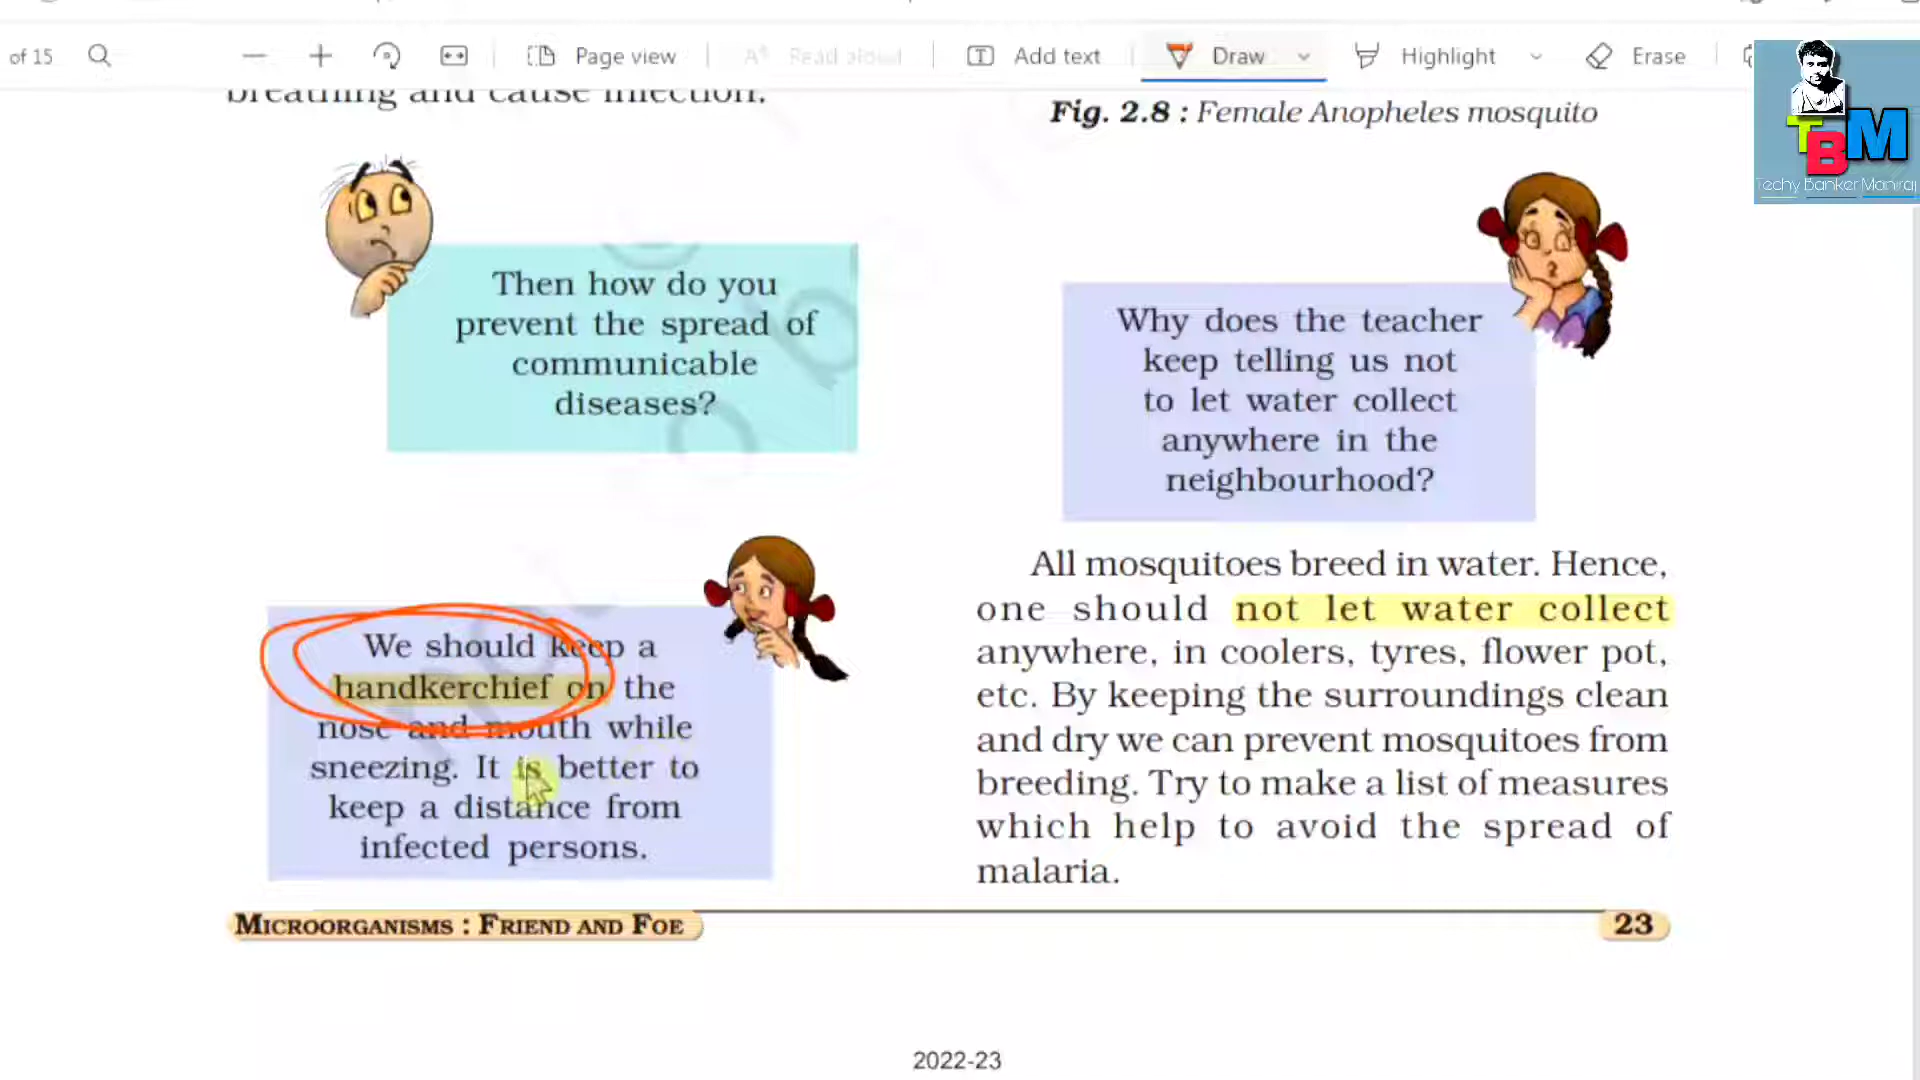 of 15
Page view
Read aloud
Add text
Draw
Highlight
Erase
TBM
Techy Banker Maniraj
breathing and cause infection.
Then how do you
prevent the spread of
communicable
diseases?
We should keep a
handkerchief on the
nose and mouth while
sneezing. It is better to
keep a distance from
infected persons.
Fig. 2.8 : Female Anopheles mosquito
Why does the teacher
keep telling us not
to let water collect
anywhere in the
neighbourhood?
All mosquitoes breed in water. Hence,
one should not let water collect
anywhere, in coolers, tyres, flower pot,
etc. By keeping the surroundings clean
and dry we can prevent mosquitoes from
breeding. Try to make a list of measures
which help to avoid the spread of
malaria.
MICROORGANISMS : FRIEND AND FOE
23
2022-23